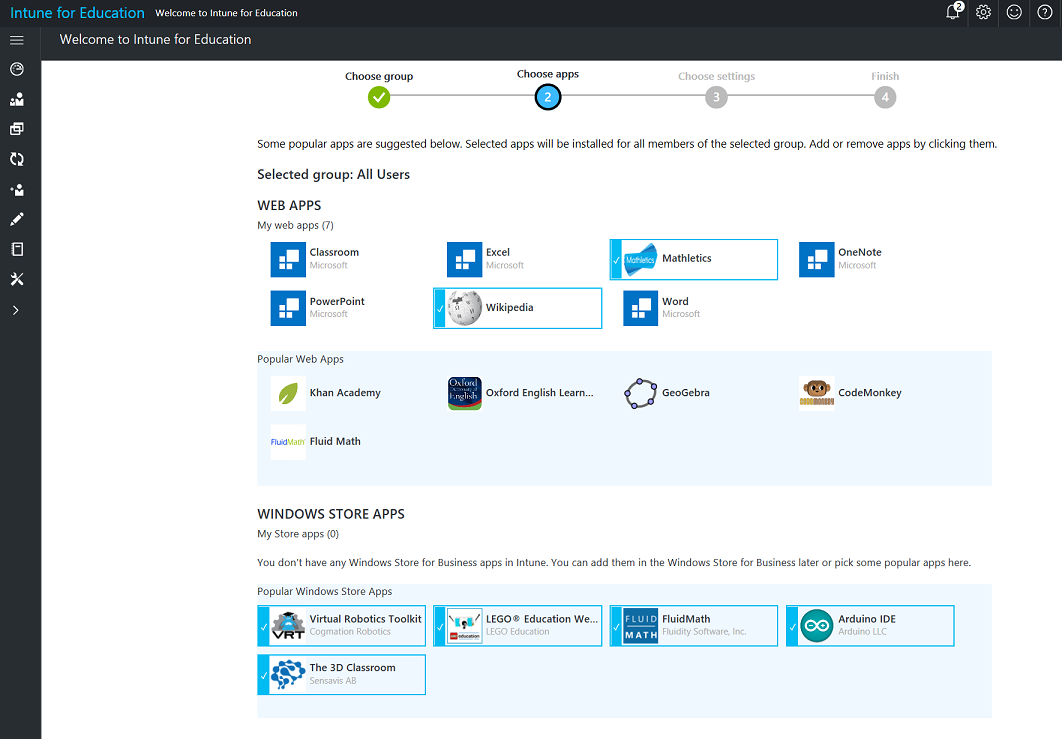 Intune for Education Welcome to Intune for Education 2
Welcome to Intune for Education
Choose group Choose apps Choose settings Finish
2 3 4
Some popular apps are suggested below. Selected apps will be installed for all members of the selected group. Add or remove apps by clicking them.
Selected group: All Users
WEB APPS
My web apps (7)
Classroom
Microsoft
Excel
Microsoft
Mathletics
Mathletics
OneNote
Microsoft
PowerPoint
Microsoft
Wikipedia
Word
Microsoft
Popular Web Apps
Khan Academy
Oxford
Dictionary of
English
Oxford English Learn...
GeoGebra
CODEMONKEY
CodeMonkey
FluidMath
Fluid Math
WINDOWS STORE APPS
My Store apps (0)
You don't have any Windows Store for Business apps in Intune. You can add them in the Windows Store for Business later or pick some popular apps here.
Popular Windows Store Apps
VRT
Virtual Robotics Toolkit
Cogmation Robotics
education
LEGO® Education We...
LEGO Education
FLUID
MATH
FluidMath
Fluidity Software, Inc.
Arduino IDE
Arduino LLC
The 3D Classroom
Sensavis AB